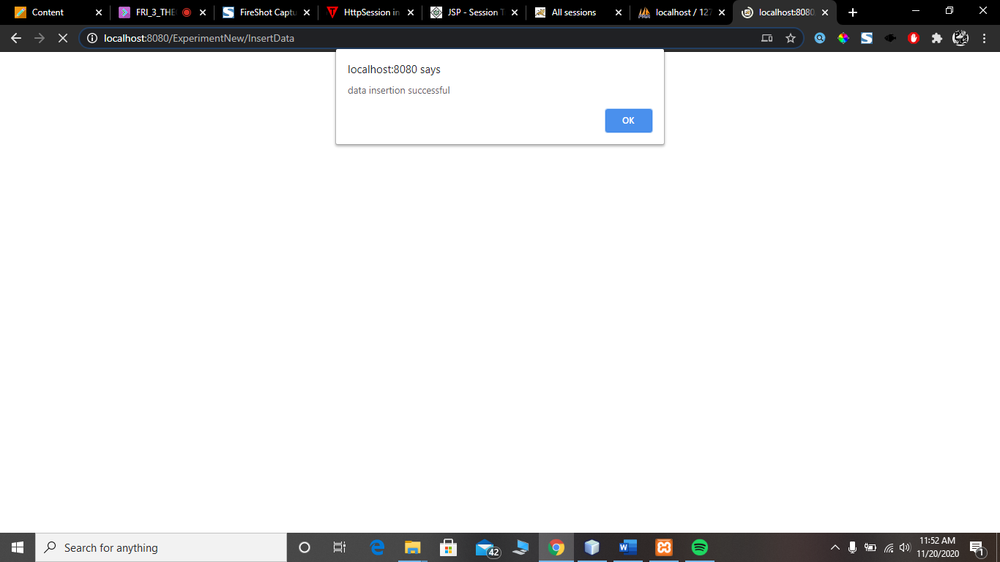 Content
FRI_3_THE
FireShot Captu
HttpSession in
JSP - Session T
All sessions
localhost / 127
localhost:8080
localhost:8080/ExperimentNew/InsertData
localhost:8080 says
data insertion successful
OK
Search for anything
42
11:52 AM
11/20/2020
1